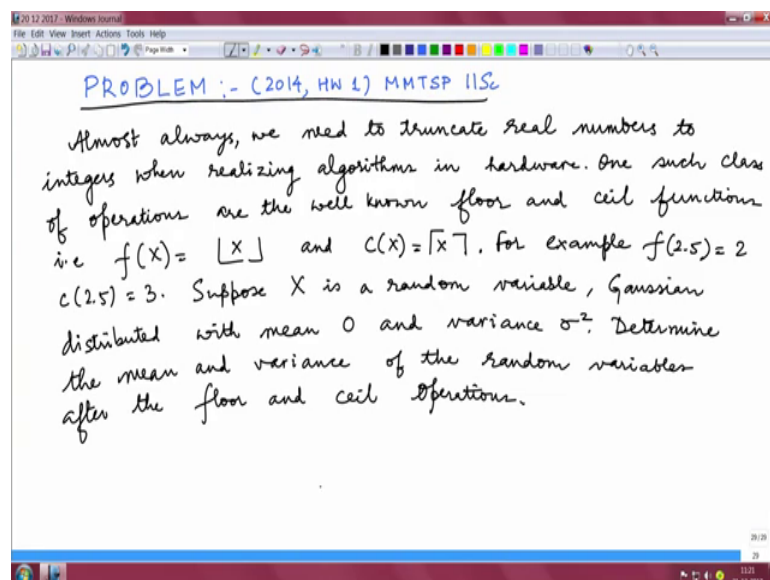 20 12 2017 - Windows Journal
File Edit View Insert Actions Tools Help
Page Width
PROBLEM :- (2014, HW 1) MMTSP IISc
Almost always, we need to truncate real numbers to
integers when realizing algorithms in hardware. One such class
of operations are the well known floor and ceil functions
i.e f(x) = ⌊x⌋ and c(x) = ⌈x⌉. For example f(2.5) = 2
c(2.5) = 3. Suppose X is a random variable, Gaussian
distributed with mean 0 and variance σ². Determine
the mean and variance of the random variables
after the floor and ceil operations.
29/29
29
11:21